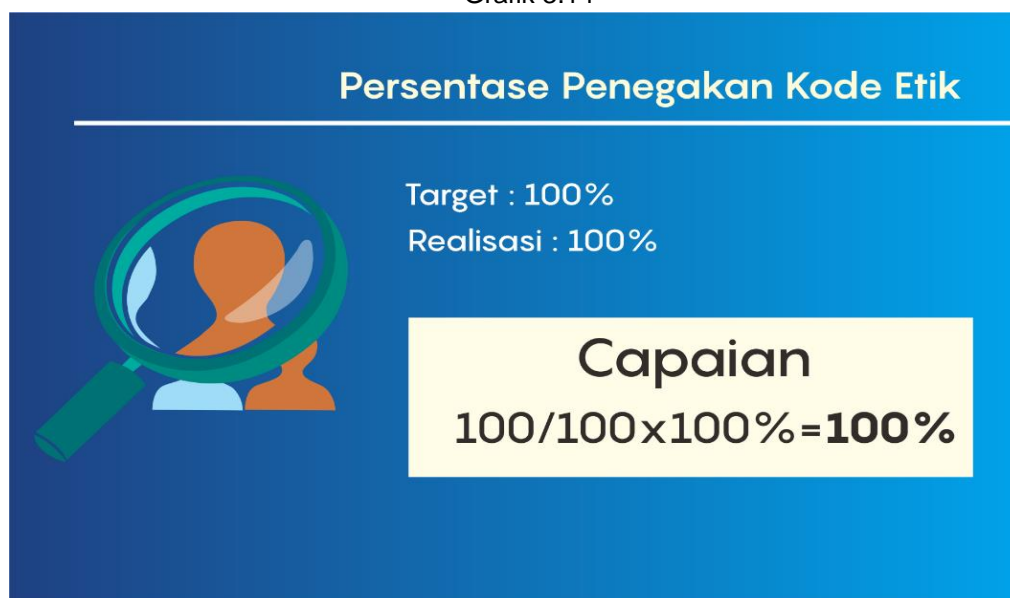 Persentase Penegakan Kode Etik
Target : 100%
Realisasi : 100%
Capaian
100/100x100%=100%